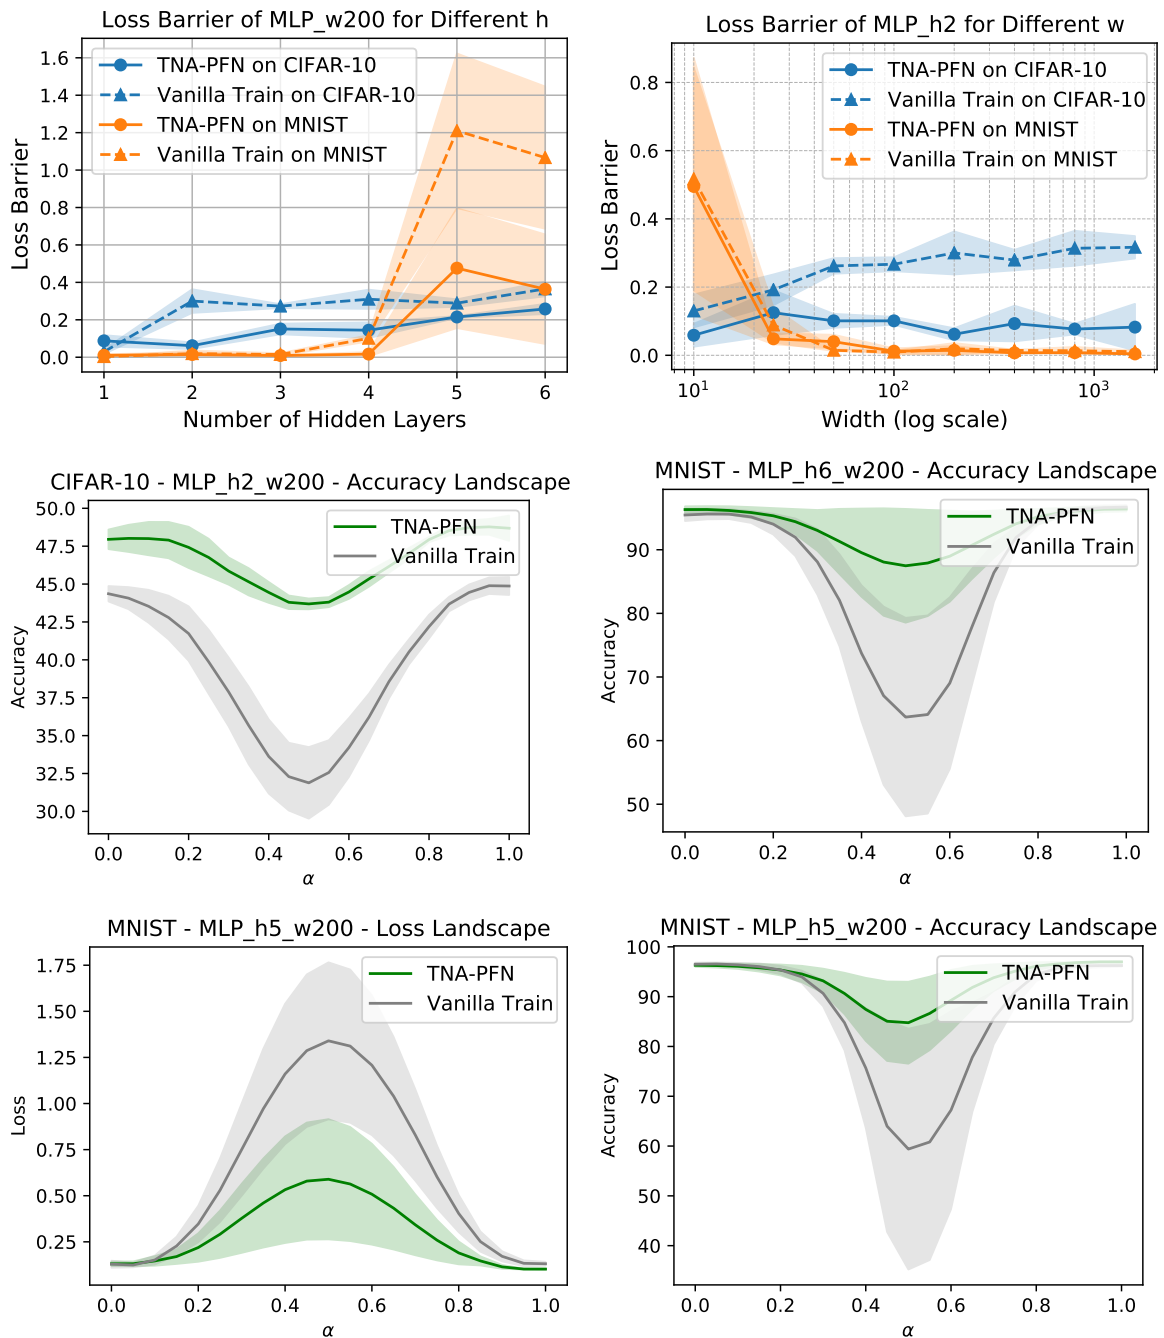 Loss Barrier of MLP_w200 for Different h
TNA-PFN on CIFAR-10
Vanilla Train on CIFAR-10
TNA-PFN on MNIST
Vanilla Train on MNIST
Loss Barrier
1.6
1.4
1.2
1.0
0.8
0.6
0.4
0.2
0.0
1 2 3 4 5 6
Number of Hidden Layers
Loss Barrier of MLP_h2 for Different w
TNA-PFN on CIFAR-10
Vanilla Train on CIFAR-10
TNA-PFN on MNIST
Vanilla Train on MNIST
Loss Barrier
0.8
0.6
0.4
0.2
0.0
10¹ 10² 10³
Width (log scale)
CIFAR-10 - MLP_h2_w200 - Accuracy Landscape
TNA-PFN
Vanilla Train
Accuracy
50.0
47.5
45.0
42.5
40.0
37.5
35.0
32.5
30.0
0.0 0.2 0.4 0.6 0.8 1.0
α
MNIST - MLP_h6_w200 - Accuracy Landscape
TNA-PFN
Vanilla Train
Accuracy
90
80
70
60
50
0.0 0.2 0.4 0.6 0.8 1.0
α
MNIST - MLP_h5_w200 - Loss Landscape
TNA-PFN
Vanilla Train
Loss
1.75
1.50
1.25
1.00
0.75
0.50
0.25
0.0 0.2 0.4 0.6 0.8 1.0
α
MNIST - MLP_h5_w200 - Accuracy Landscape
TNA-PFN
Vanilla Train
Accuracy
100
90
80
70
60
50
40
0.0 0.2 0.4 0.6 0.8 1.0
α